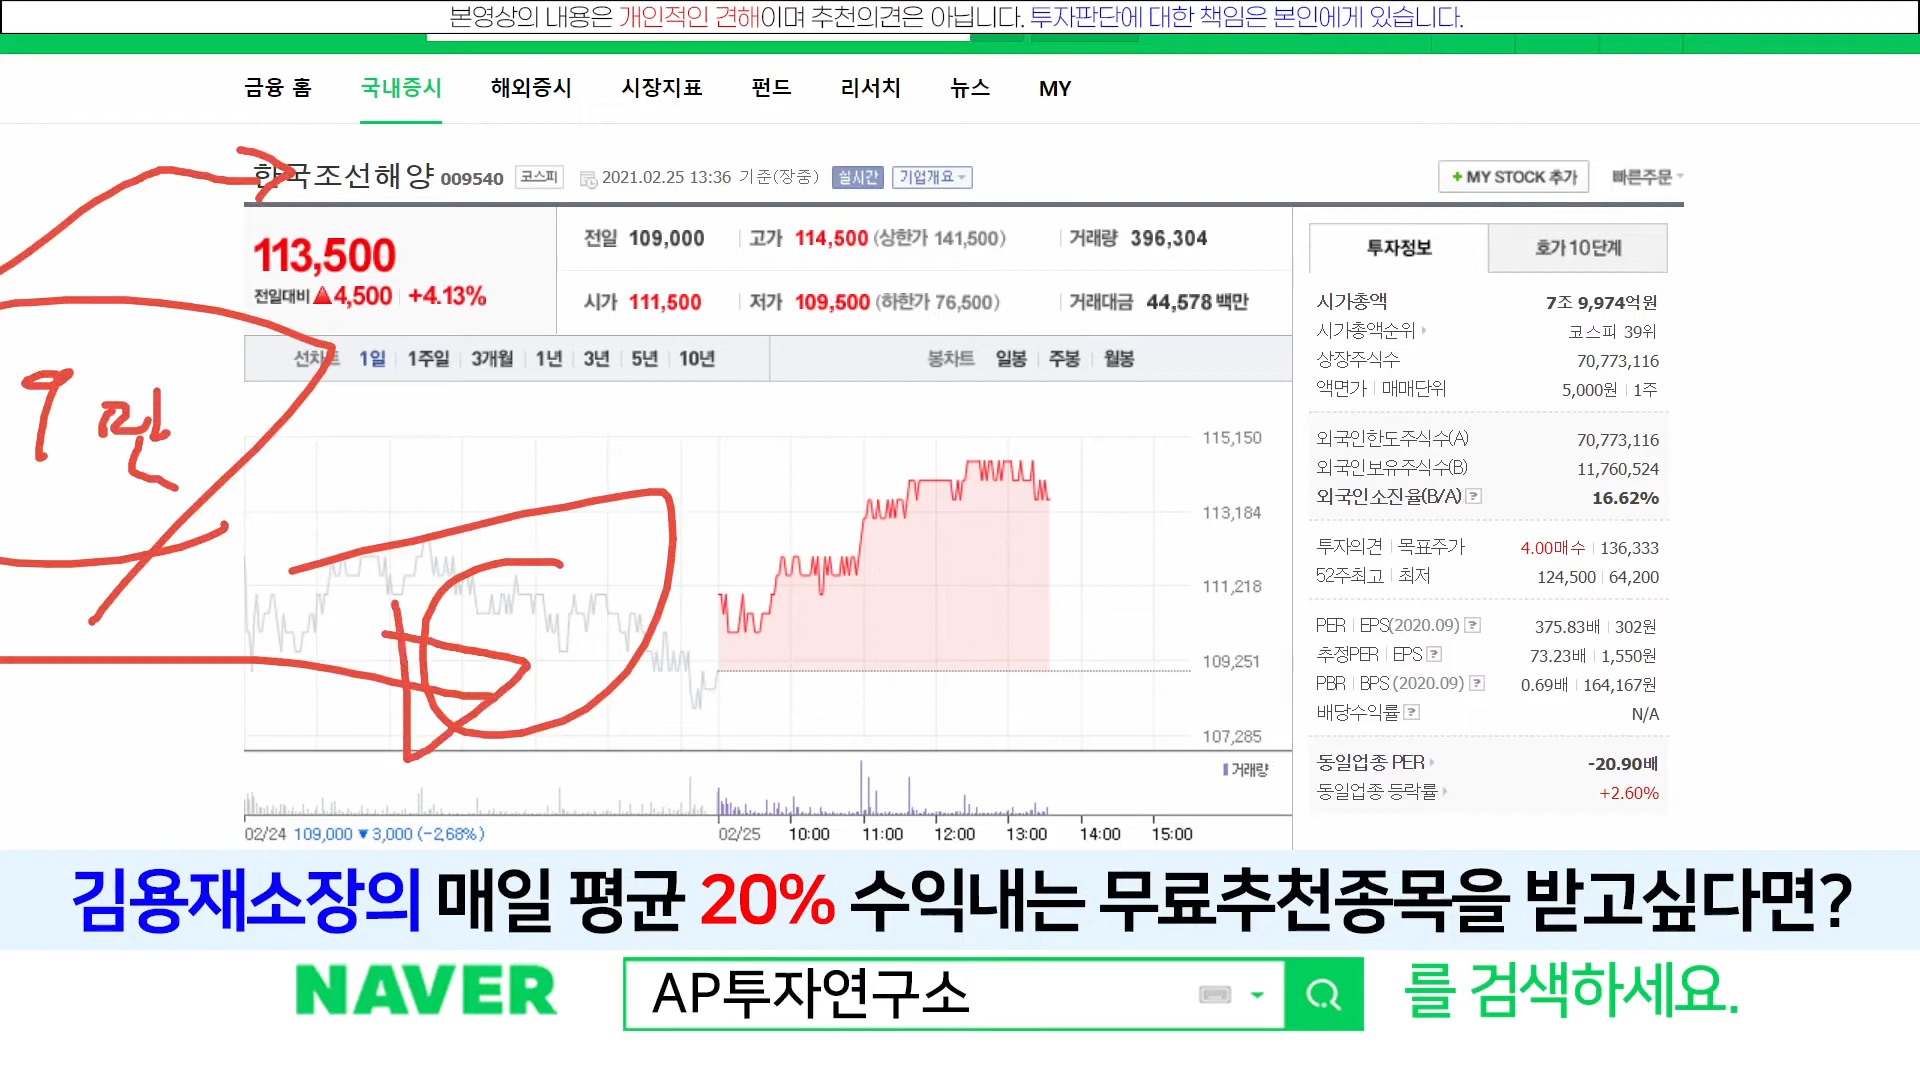 본영상의 내용은 개인적인 견해이며 추천의견은 아닙니다. 투자판단에 대한 책임은 본인에게 있습니다.
금융 홈 국내증시 해외증시 시장지표 펀드 리서치 뉴스 MY
한국조선해양 009540 코스피 2021.02.25 13:36 기준(장중) 실시간 기업개요
+ MY STOCK 추가 빠른주문
113,500
전일대비 ▲4,500 +4.13%
전일 109,000 고가 114,500 (상한가 141,500) 거래량 396,304
시가 111,500 저가 109,500 (하한가 76,500) 거래대금 44,578 백만
선차트 1일 1주일 3개월 1년 3년 5년 10년 봉차트 일봉 주봉 월봉
9만
115,150
113,184
111,218
109,251
107,285
거래량
02/24 109,000 ▼3,000 (-2,68%) 02/25 10:00 11:00 12:00 13:00 14:00 15:00
투자정보 호가 10단계
시가총액 7조 9,974억원
시가총액순위 코스피 39위
상장주식수 70,773,116
액면가 매매단위 5,000원 1주
외국인한도주식수(A) 70,773,116
외국인보유주식수(B) 11,760,524
외국인소진율(B/A) ? 16.62%
투자의견 목표주가 4.00매수 136,333
52주최고 최저 124,500 64,200
PER EPS(2020.09) ? 375.83배 302원
추정PER EPS ? 73.23배 1,550원
PBR BPS (2020.09) ? 0.69배 164,167원
배당수익률 ? N/A
동일업종 PER -20.90배
동일업종 등락률 +2.60%
김용재소장의 매일 평균 20% 수익내는 무료추천종목을 받고싶다면?
NAVER AP투자연구소 를 검색하세요.